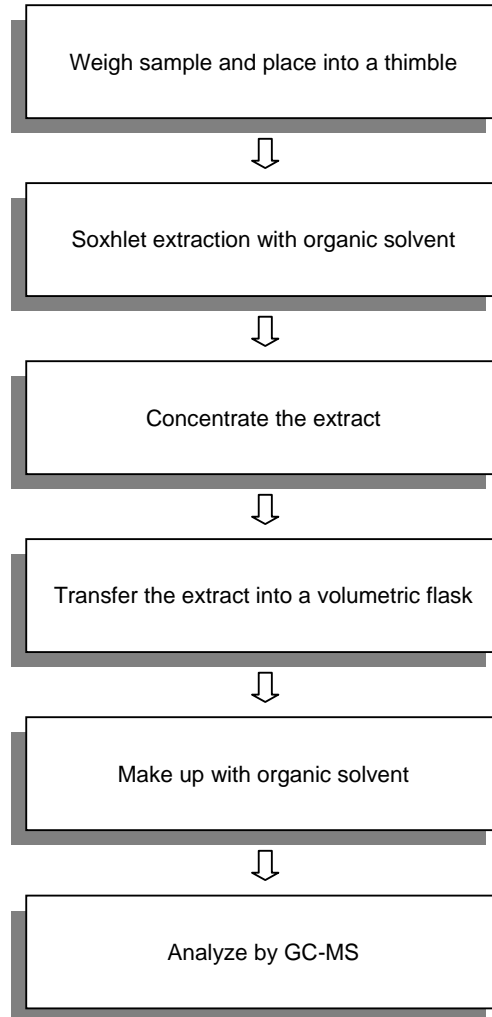 Weigh sample and place into a thimble
Soxhlet extraction with organic solvent
Concentrate the extract
Transfer the extract into a volumetric flask
Make up with organic solvent
Analyze by GC-MS